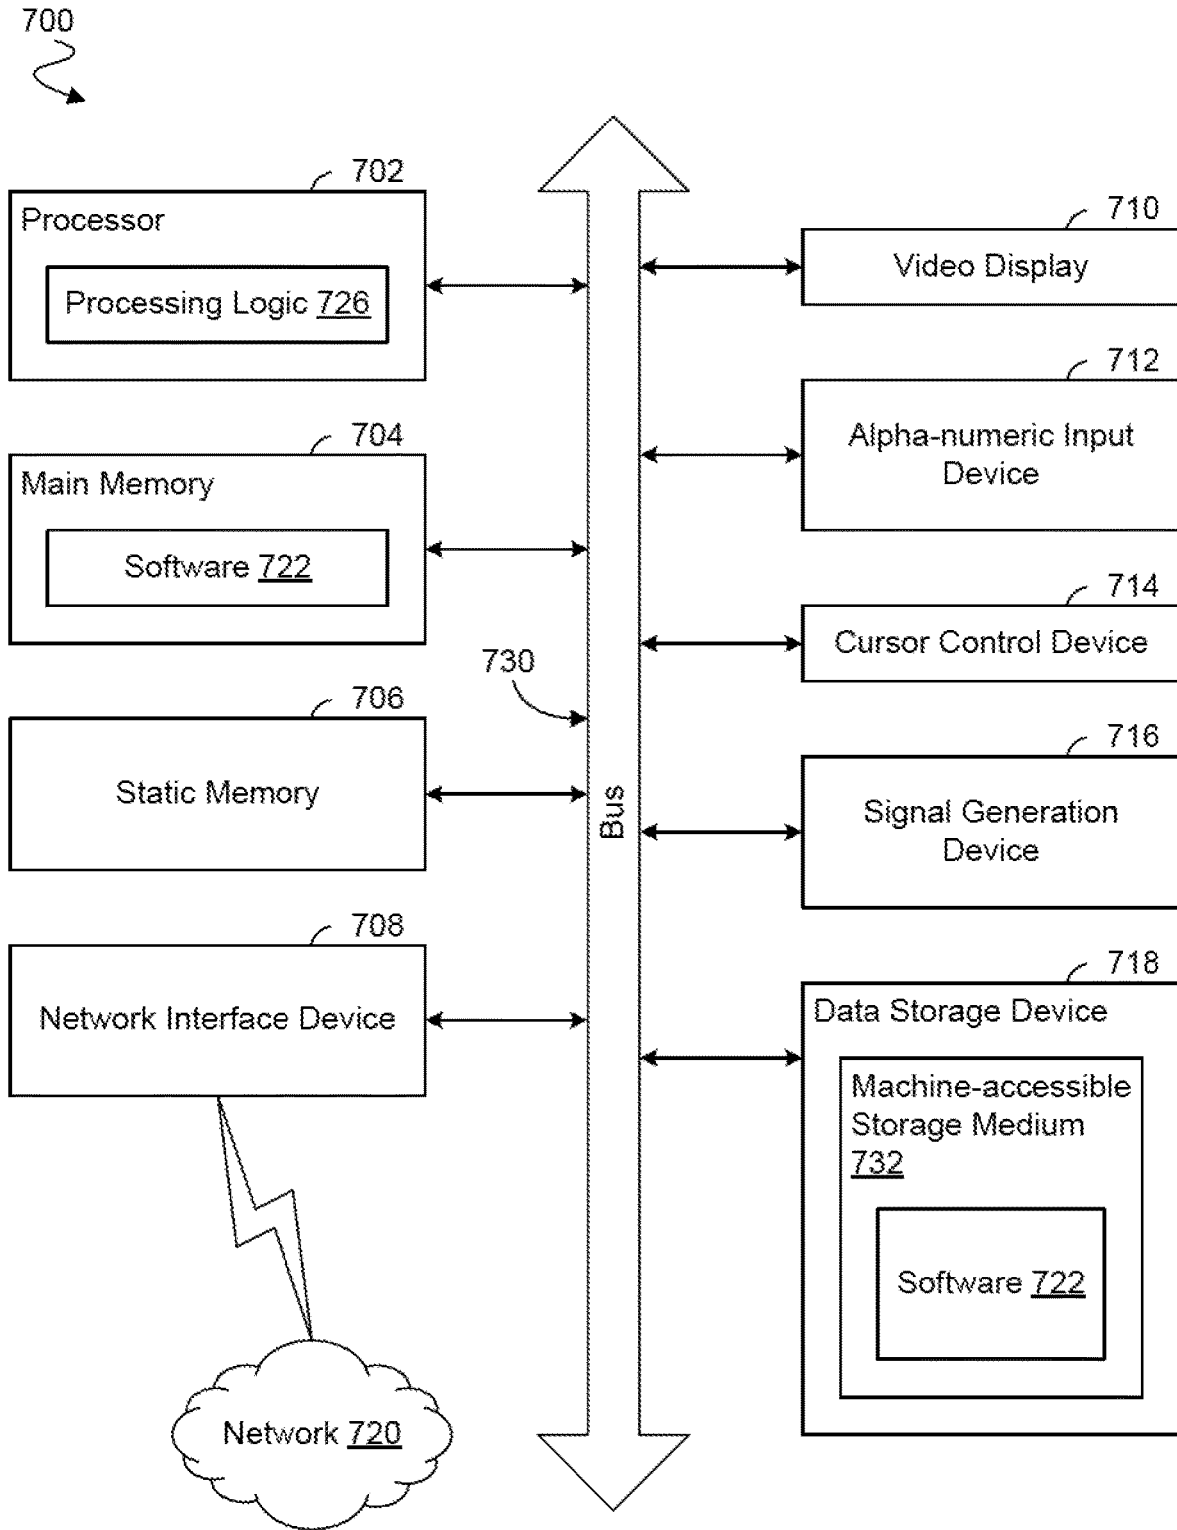 700
702
Processor
Processing Logic 726
704
Main Memory
Software 722
706
Static Memory
708
Network Interface Device
Network 720
730
Bus
710
Video Display
712
Alpha-numeric Input
Device
714
Cursor Control Device
716
Signal Generation
Device
718
Data Storage Device
Machine-accessible
Storage Medium
732
Software 722